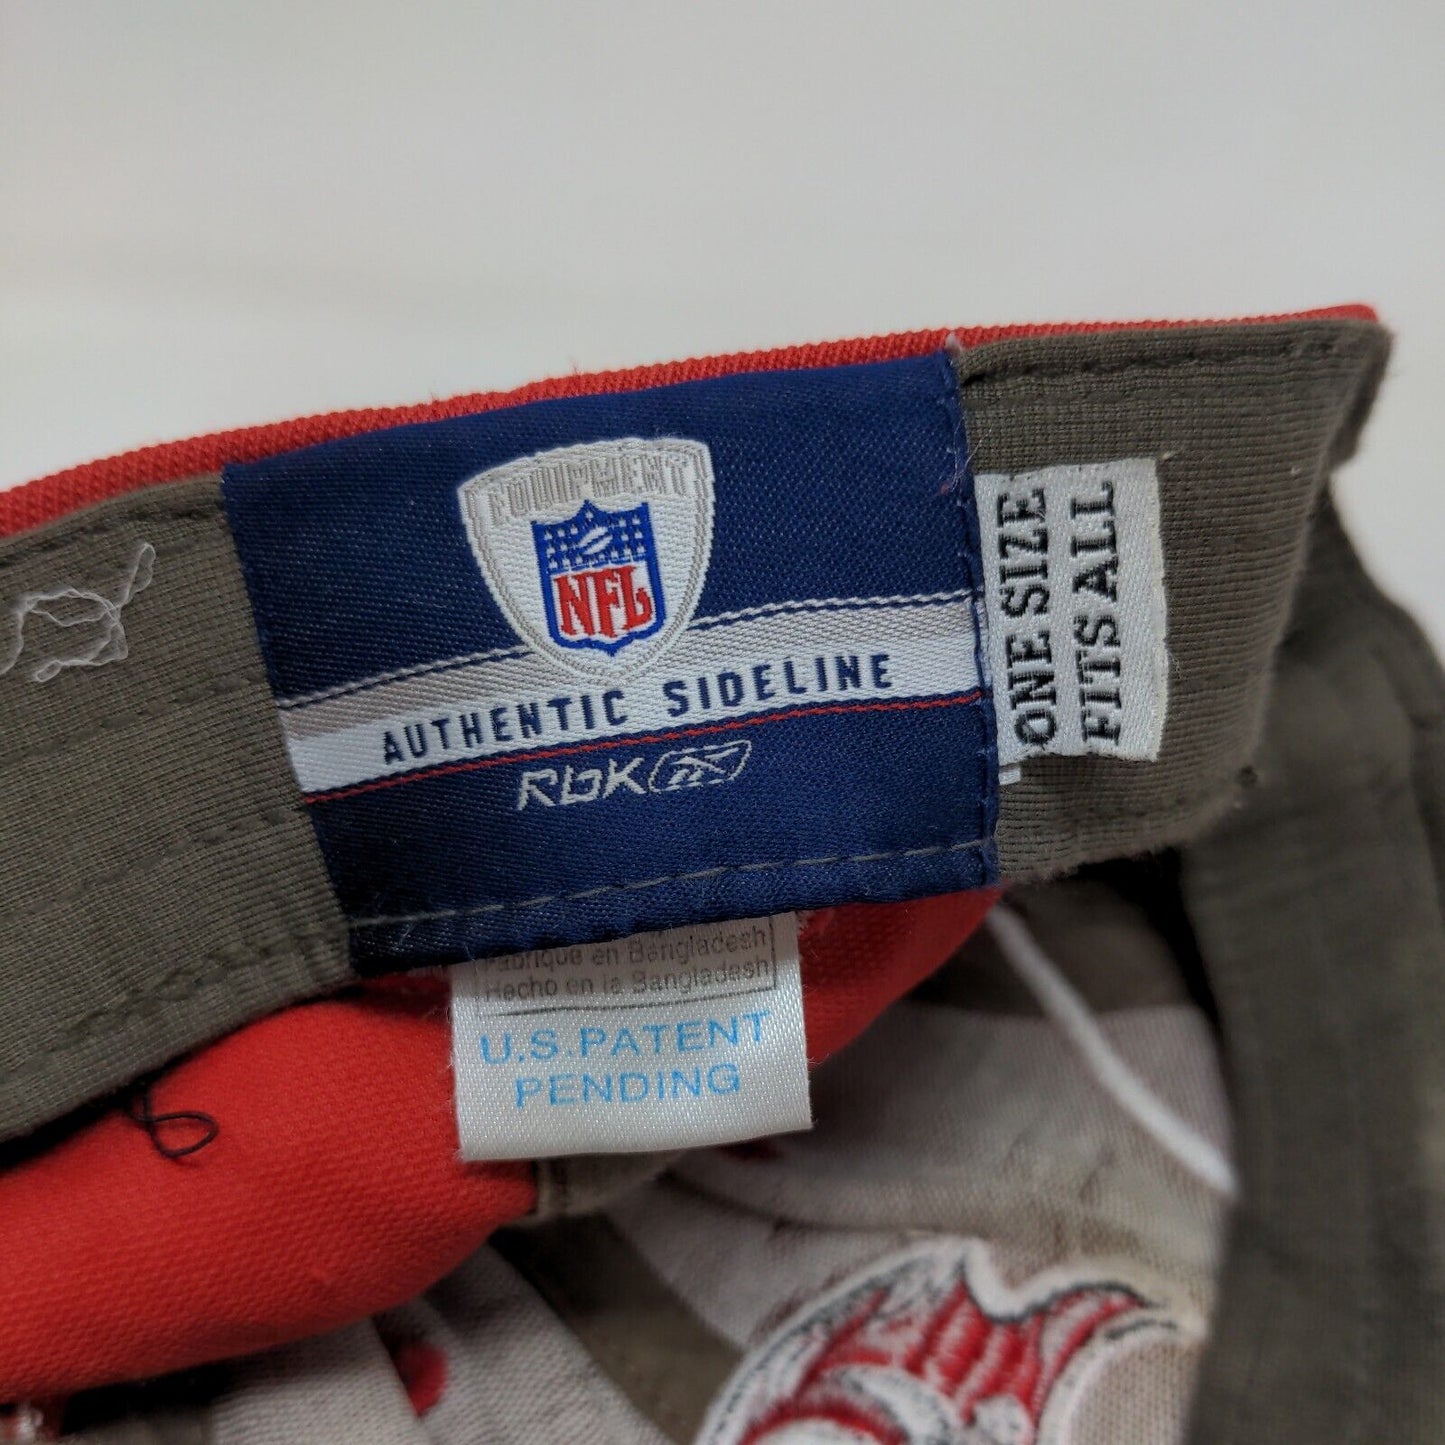 EQUIPMENT
NFL
AUTHENTIC SIDELINE
RbK
ONE SIZE
FITS ALL
Fabriqué en Bangladesh
Hecho en la Bangladesh
U.S.PATENT
PENDING